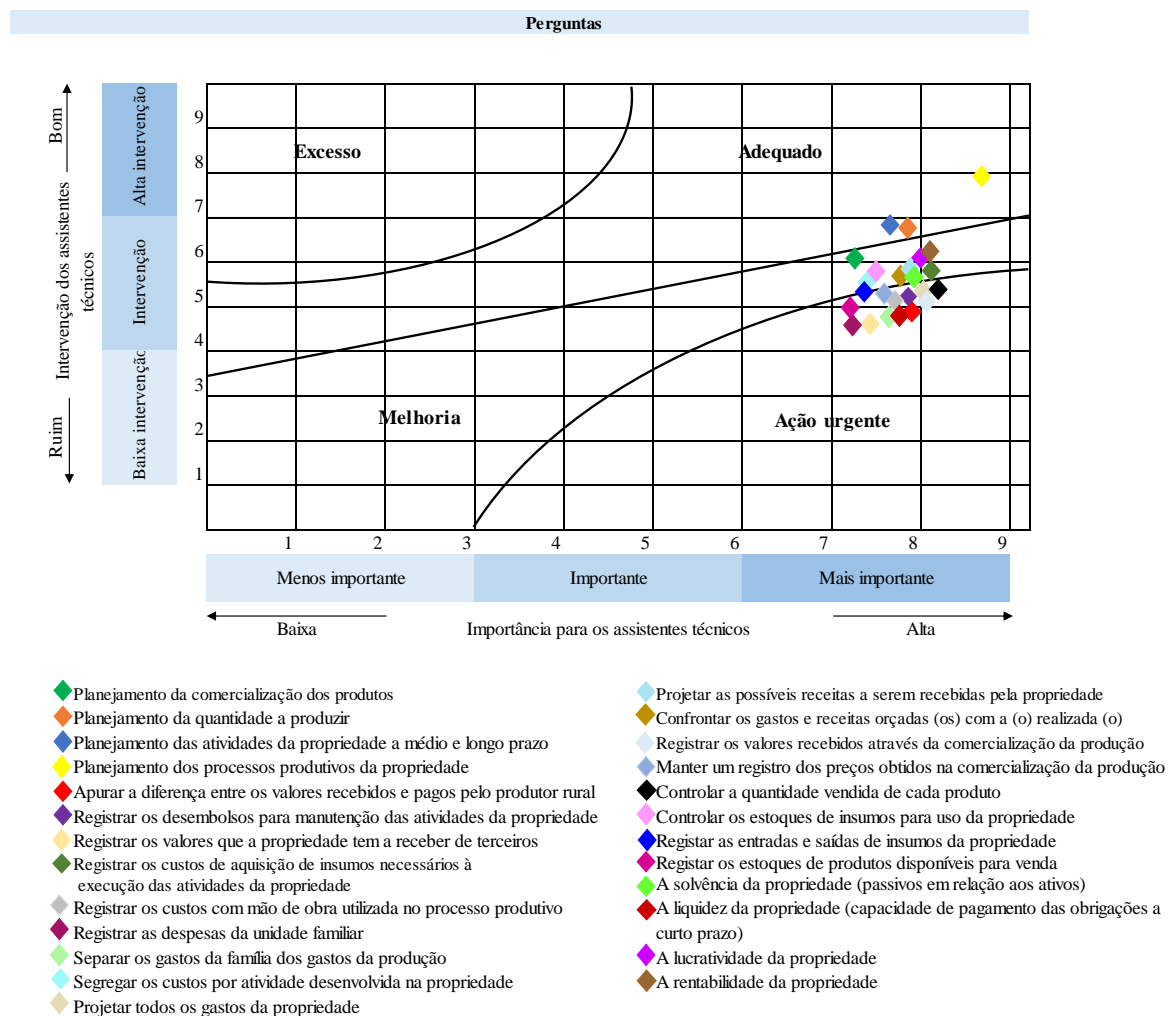 Perguntas
Bom
Ruim
Intervenção dos assistentes
técnicos
Alta intervenção
Intervenção
Baixa intervenção
9
8
7
6
5
4
3
2
1
Excesso
Adequado
Melhoria
Ação urgente
1 2 3 4 5 6 7 8 9
Menos importante Importante Mais importante
Baixa Importância para os assistentes técnicos Alta
Planejamento da comercialização dos produtos
Planejamento da quantidade a produzir
Planejamento das atividades da propriedade a médio e longo prazo
Planejamento dos processos produtivos da propriedade
Apurar a diferença entre os valores recebidos e pagos pelo produtor rural
Registrar os desembolsos para manutenção das atividades da propriedade
Registrar os valores que a propriedade tem a receber de terceiros
Registrar os custos de aquisição de insumos necessários à
execução das atividades da propriedade
Registrar os custos com mão de obra utilizada no processo produtivo
Registrar as despesas da unidade familiar
Separar os gastos da família dos gastos da produção
Segregar os custos por atividade desenvolvida na propriedade
Projetar todos os gastos da propriedade
Projetar as possíveis receitas a serem recebidas pela propriedade
Confrontar os gastos e receitas orçadas (os) com a (o) realizada (o)
Registrar os valores recebidos através da comercialização da produção
Manter um registro dos preços obtidos na comercialização da produção
Controlar a quantidade vendida de cada produto
Controlar os estoques de insumos para uso da propriedade
Registar as entradas e saídas de insumos da propriedade
Registar os estoques de produtos disponíveis para venda
A solvência da propriedade (passivos em relação aos ativos)
A liquidez da propriedade (capacidade de pagamento das obrigações a
curto prazo)
A lucratividade da propriedade
A rentabilidade da propriedade